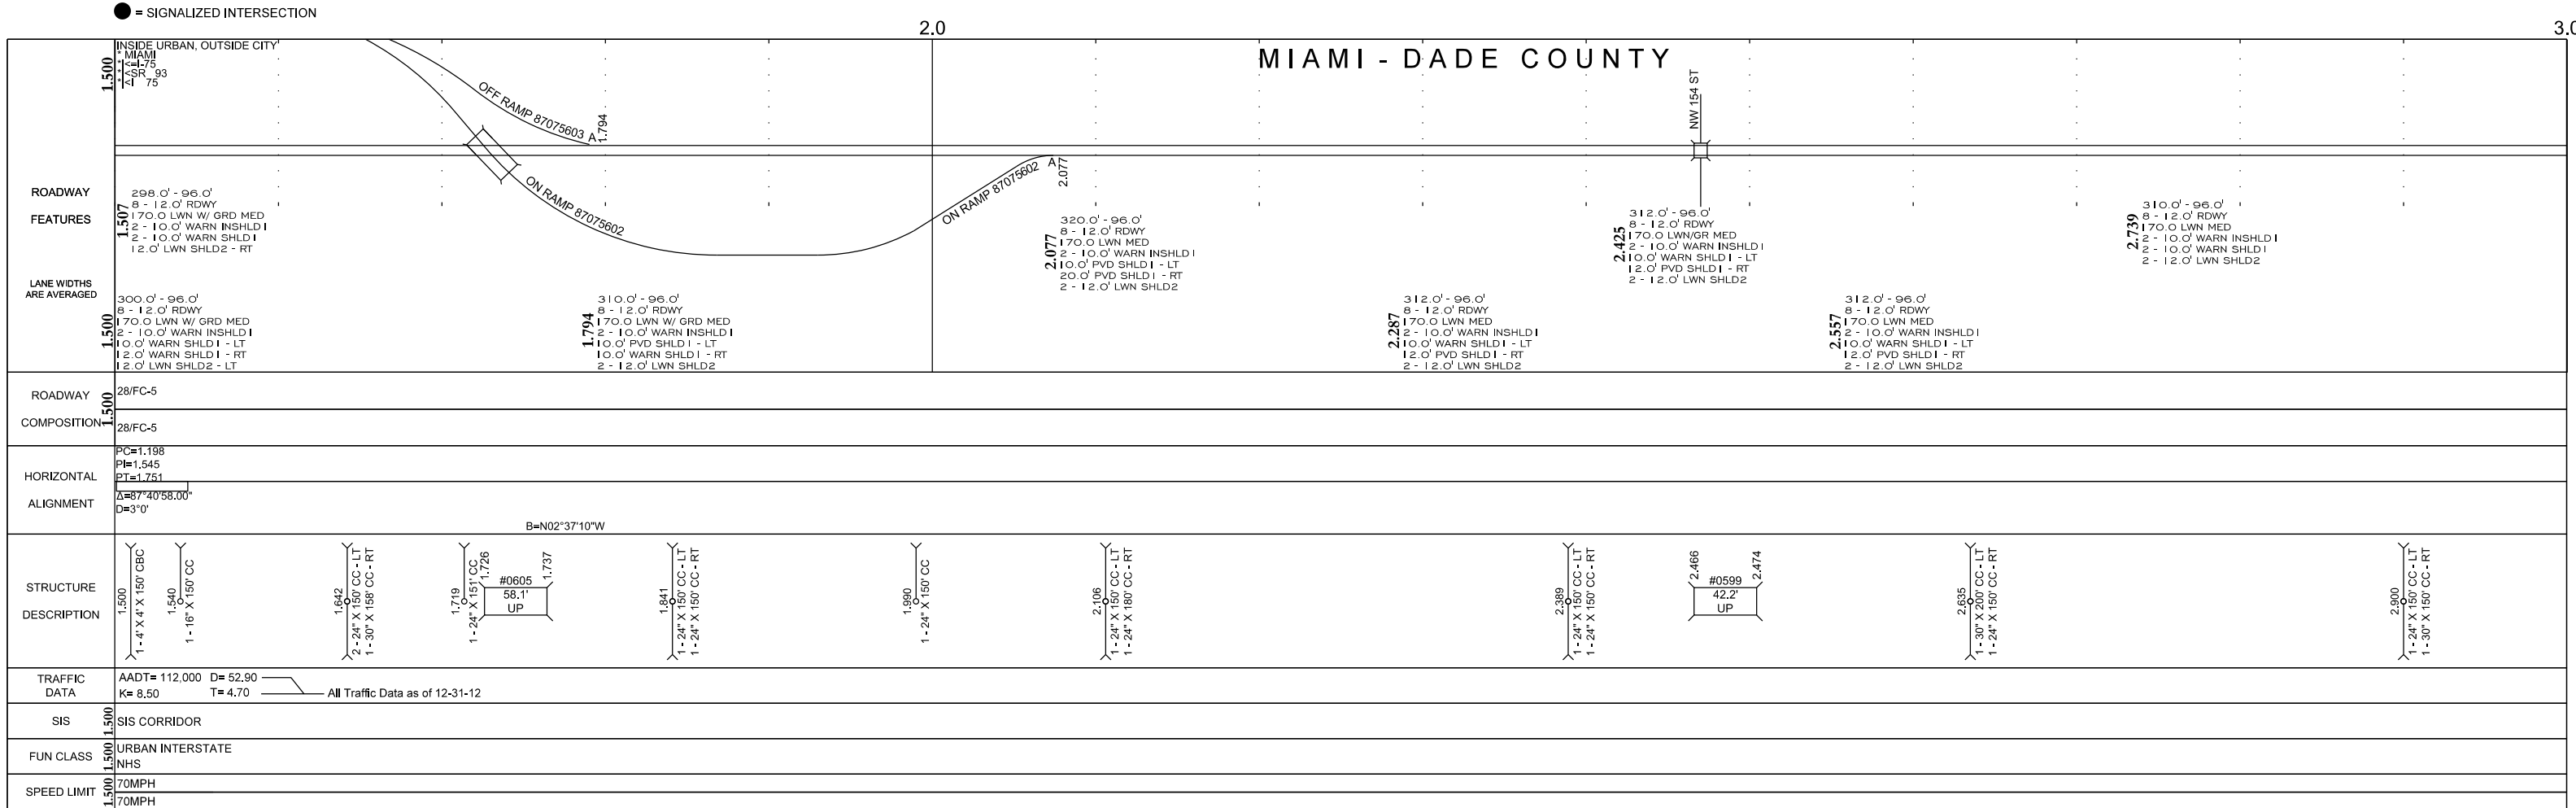 = SIGNALIZED INTERSECTION
2.0
3.0
INSIDE URBAN, OUTSIDE CITY
* MIAMI
* <=I-75
* <SR 93
* <I 75
1.500
MIAMI - DADE COUNTY
NW 154 ST
OFF RAMP 87075603
A
1.794
ON RAMP 87075602
ON RAMP 87075602
A
2.077
ROADWAY
FEATURES
LANE WIDTHS
ARE AVERAGED
1.507
298.0' - 96.0'
8 - 12.0' RDWY
170.0 LWN W/ GRD MED
2 - 10.0' WARN INSHLD1
2 - 10.0' WARN SHLD1
12.0' LWN SHLD2 - RT
1.500
300.0' - 96.0'
8 - 12.0' RDWY
170.0 LWN W/ GRD MED
2 - 10.0' WARN INSHLD1
10.0' WARN SHLD1 - LT
12.0' WARN SHLD1 - RT
12.0' LWN SHLD2 - LT
1.794
310.0' - 96.0'
8 - 12.0' RDWY
170.0 LWN W/ GRD MED
2 - 10.0' WARN INSHLD1
10.0' PVD SHLD1 - LT
10.0' WARN SHLD1 - RT
2 - 12.0' LWN SHLD2
2.077
320.0' - 96.0'
8 - 12.0' RDWY
170.0 LWN MED
2 - 10.0' WARN INSHLD1
10.0' PVD SHLD1 - LT
20.0' PVD SHLD1 - RT
2 - 12.0' LWN SHLD2
2.287
312.0' - 96.0'
8 - 12.0' RDWY
170.0 LWN MED
2 - 10.0' WARN INSHLD1
10.0' WARN SHLD1 - LT
12.0' PVD SHLD1 - RT
2 - 12.0' LWN SHLD2
2.425
312.0' - 96.0'
8 - 12.0' RDWY
170.0 LWN/GR MED
2 - 10.0' WARN INSHLD1
10.0' WARN SHLD1 - LT
12.0' PVD SHLD1 - RT
2 - 12.0' LWN SHLD2
2.557
312.0' - 96.0'
8 - 12.0' RDWY
170.0 LWN MED
2 - 10.0' WARN INSHLD1
10.0' WARN SHLD1 - LT
12.0' PVD SHLD1 - RT
2 - 12.0' LWN SHLD2
2.739
310.0' - 96.0'
8 - 12.0' RDWY
170.0 LWN MED
2 - 10.0' WARN INSHLD1
2 - 10.0' WARN SHLD1
2 - 12.0' LWN SHLD2
ROADWAY
COMPOSITION
1.500
28/FC-5
28/FC-5
HORIZONTAL
ALIGNMENT
PC=1.198
PI=1.545
PT=1.751
Δ=87°40'58.00"
D=3°0'
B=N02°37'10"W
STRUCTURE
DESCRIPTION
1.500
1 - 4' X 4' X 150' CBC
1.540
1 - 16" X 150' CC
1.642
2 - 24" X 150' CC - LT
1 - 30" X 158' CC - RT
1.719
1 - 24" X 151' CC
1.726
#0605
58.1'
UP
1.737
1.841
1 - 24" X 150' CC - LT
1 - 24" X 150' CC - RT
1.990
1 - 24" X 150' CC
2.106
1 - 24" X 150' CC - LT
1 - 24" X 180' CC - RT
2.389
1 - 24" X 150' CC - LT
1 - 24" X 150' CC - RT
2.466
#0599
42.2'
UP
2.474
2.635
1 - 30" X 200' CC - LT
1 - 24" X 150' CC - RT
2.900
1 - 24" X 150' CC - LT
1 - 30" X 150' CC - RT
TRAFFIC
DATA
AADT= 112,000 D= 52.90
K= 8.50 T= 4.70
All Traffic Data as of 12-31-12
SIS
1.500
SIS CORRIDOR
FUN CLASS
1.500
URBAN INTERSTATE
NHS
SPEED LIMIT
1.500
70MPH
70MPH